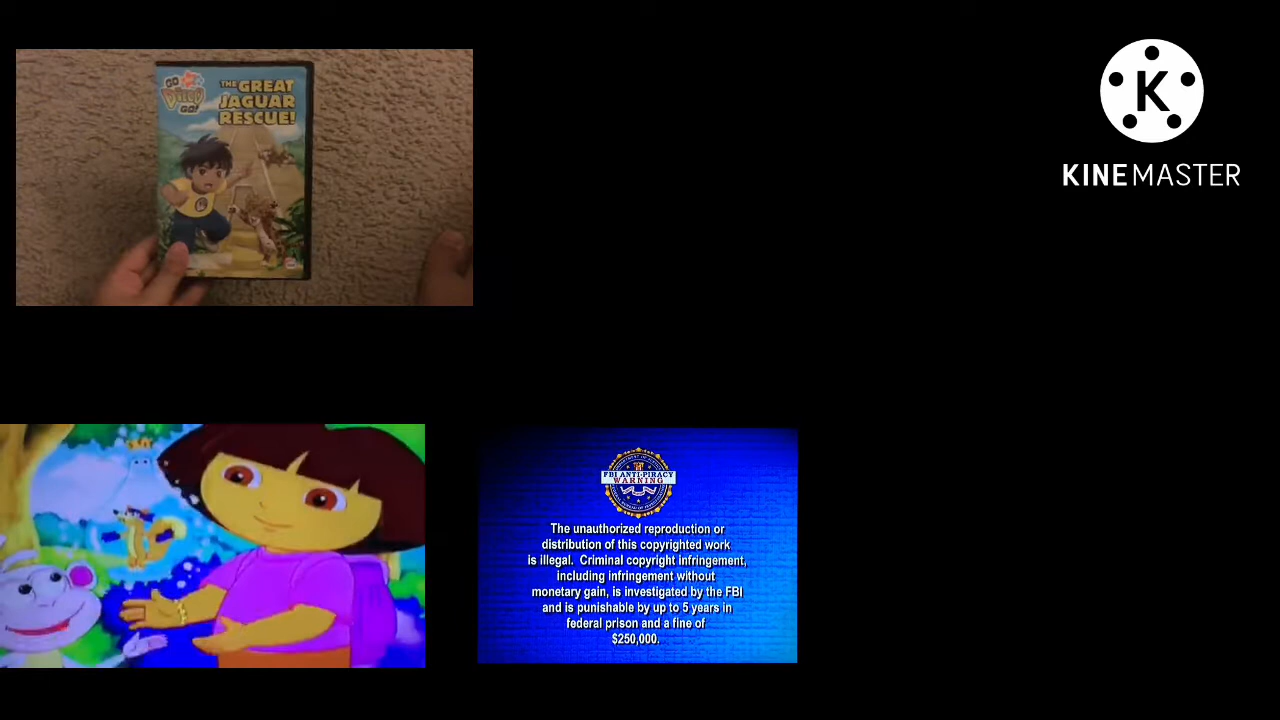 GO
DIEGO
GO!
THE GREAT
JAGUAR
RESCUE!
K
KINEMASTER
FBI ANTI-PIRACY
WARNING
The unauthorized reproduction or
distribution of this copyrighted work
is illegal. Criminal copyright infringement,
including infringement without
monetary gain, is investigated by the FBI
and is punishable by up to 5 years in
federal prison and a fine of
$250,000.